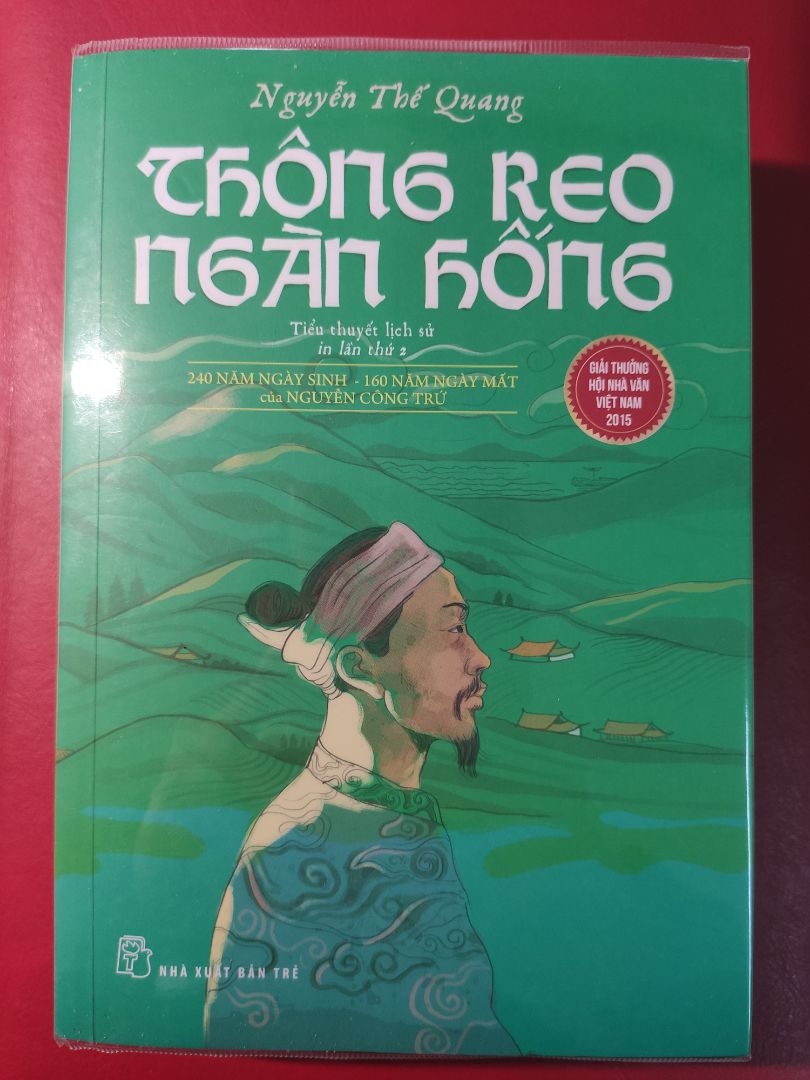 Nguyễn Thế Quang
THÔNG REO
NGÀN HỐNG
Tiểu thuyết lịch sử
in lần thứ 2
240 NĂM NGÀY SINH - 160 NĂM NGÀY MẤT
của NGUYỄN CÔNG TRỨ
GIẢI THƯỞNG
HỘI NHÀ VĂN
VIỆT NAM
2015
NHÀ XUẤT BẢN TRẺ